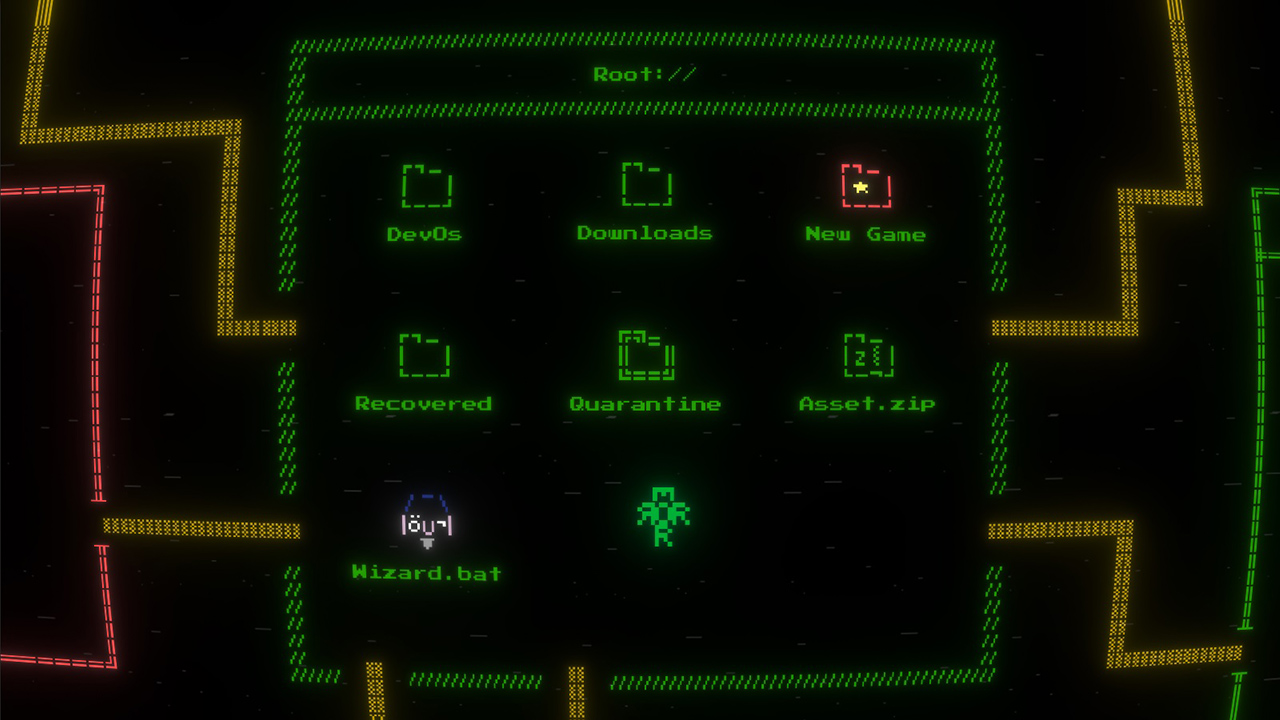 Root://
DevOs
Downloads
New Game
Recovered
Quarantine
Asset.zip
Wizard.bat